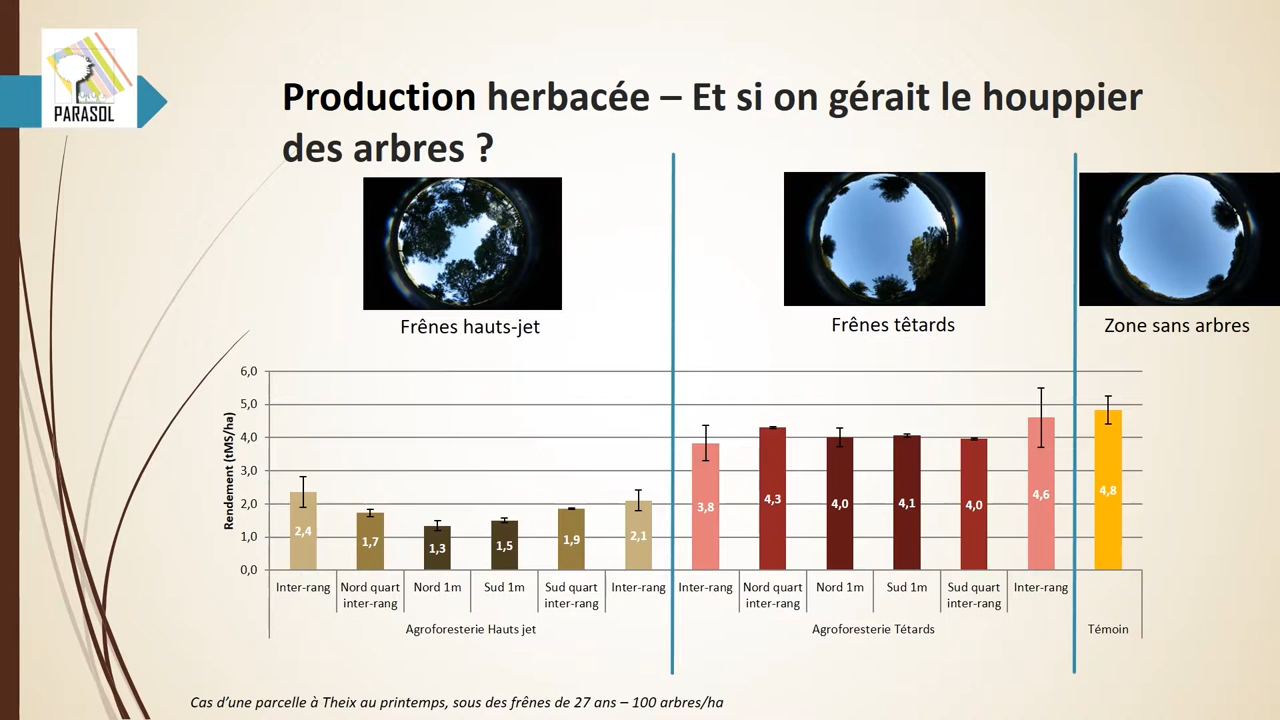 PARASOL
Production herbacée – Et si on gérait le houppier
des arbres ?
Frênes hauts-jet
Frênes têtards
Zone sans arbres
Rendement (tMS/ha)
6,0
5,0
4,0
3,0
2,0
1,0
0,0
2,4
1,7
1,3
1,5
1,9
2,1
3,8
4,3
4,0
4,1
4,0
4,6
4,8
Inter-rang
Nord quart
inter-rang
Nord 1m
Sud 1m
Sud quart
inter-rang
Inter-rang
Inter-rang
Nord quart
inter-rang
Nord 1m
Sud 1m
Sud quart
inter-rang
Inter-rang
Agroforesterie Hauts jet
Agroforesterie Tétards
Témoin
Cas d'une parcelle à Theix au printemps, sous des frênes de 27 ans – 100 arbres/ha